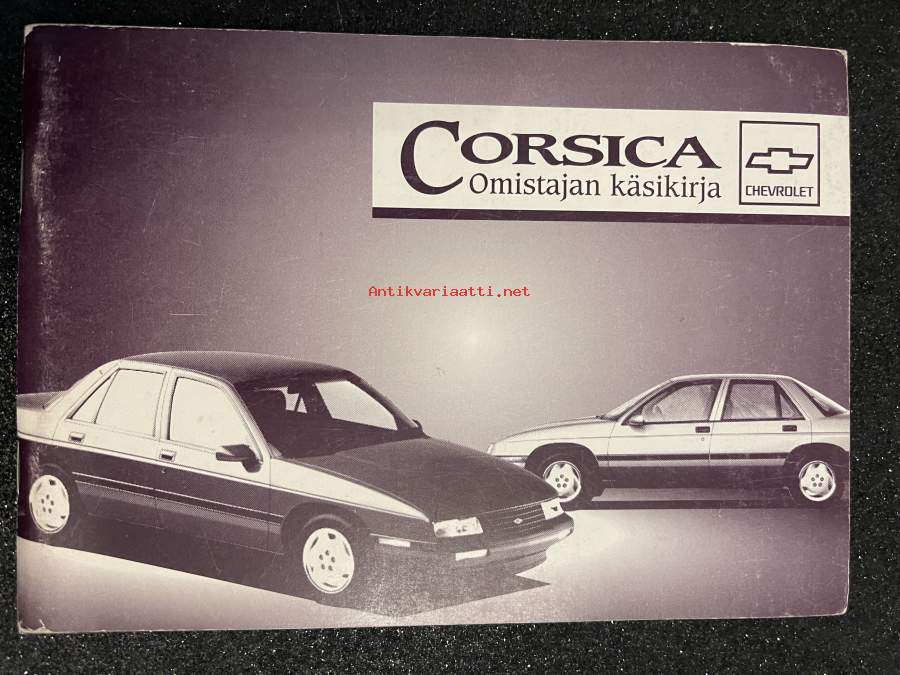 CORSICA
Omistajan käsikirja
CHEVROLET
Antikvariaatti.net